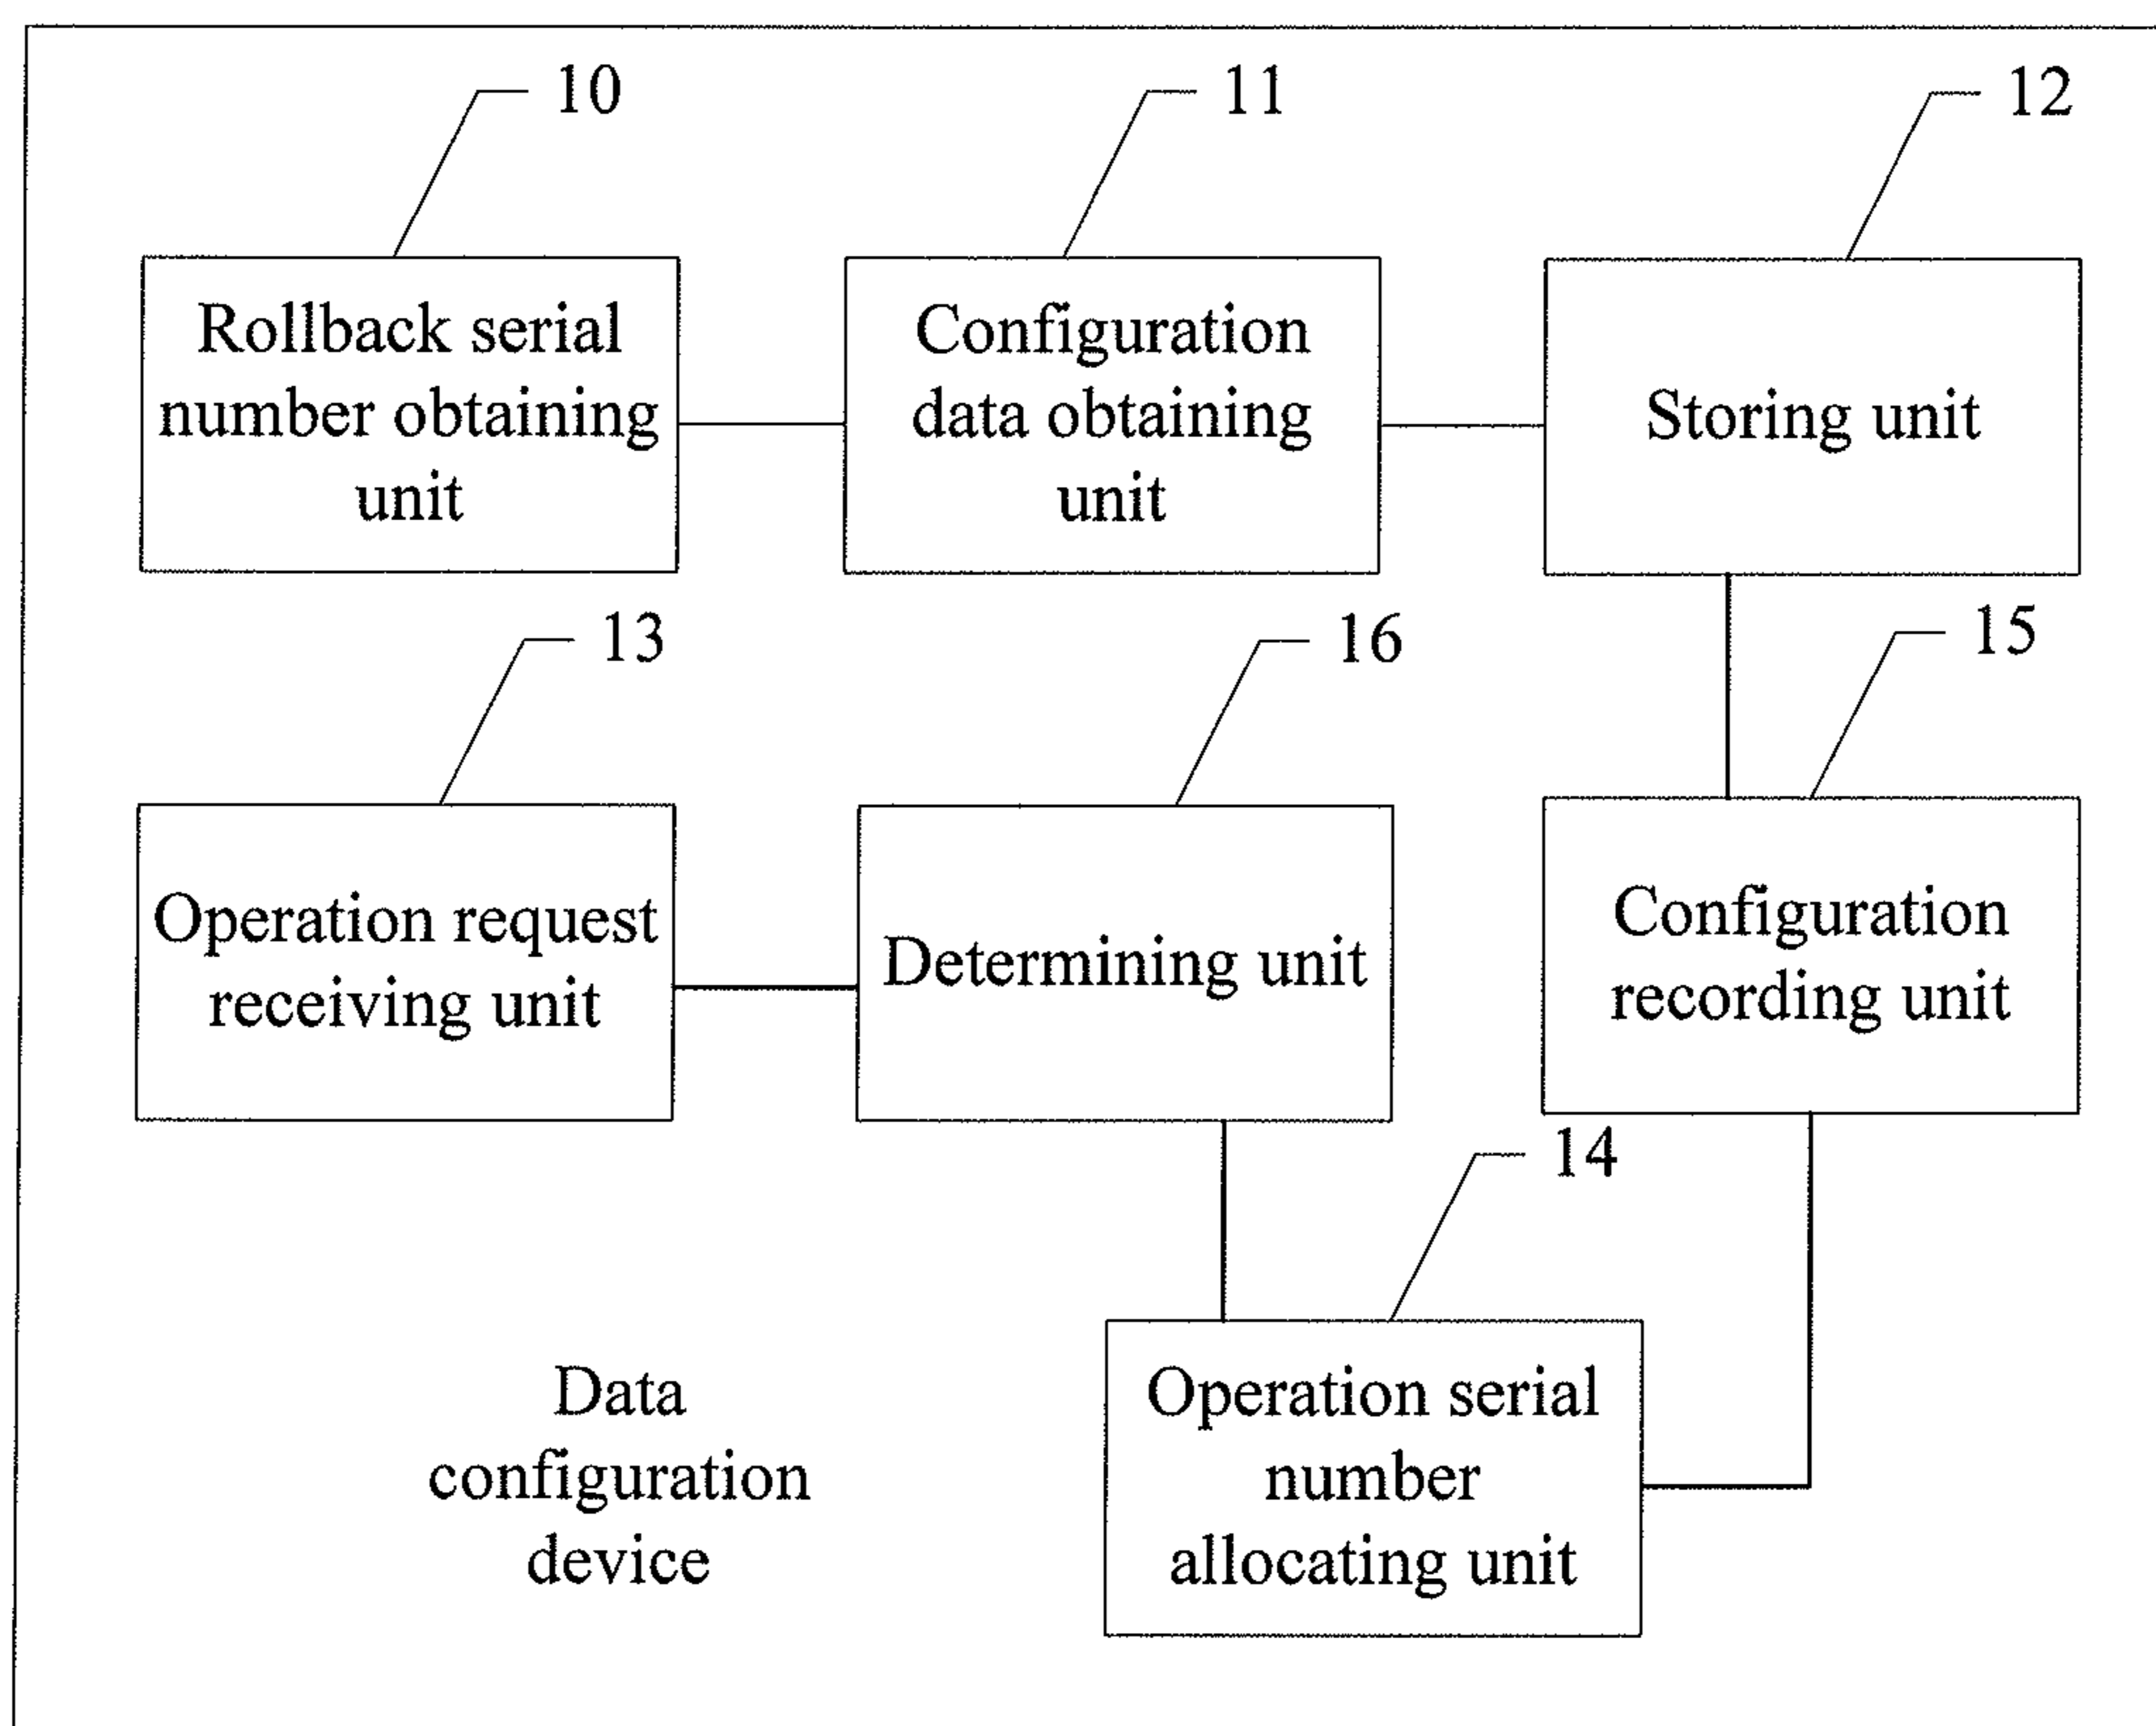 10
11
12
Rollback serial
number obtaining
unit
Configuration
data obtaining
unit
Storing unit
13
16
15
Operation request
receiving unit
Determining unit
Configuration
recording unit
14
Data
configuration
device
Operation serial
number
allocating unit